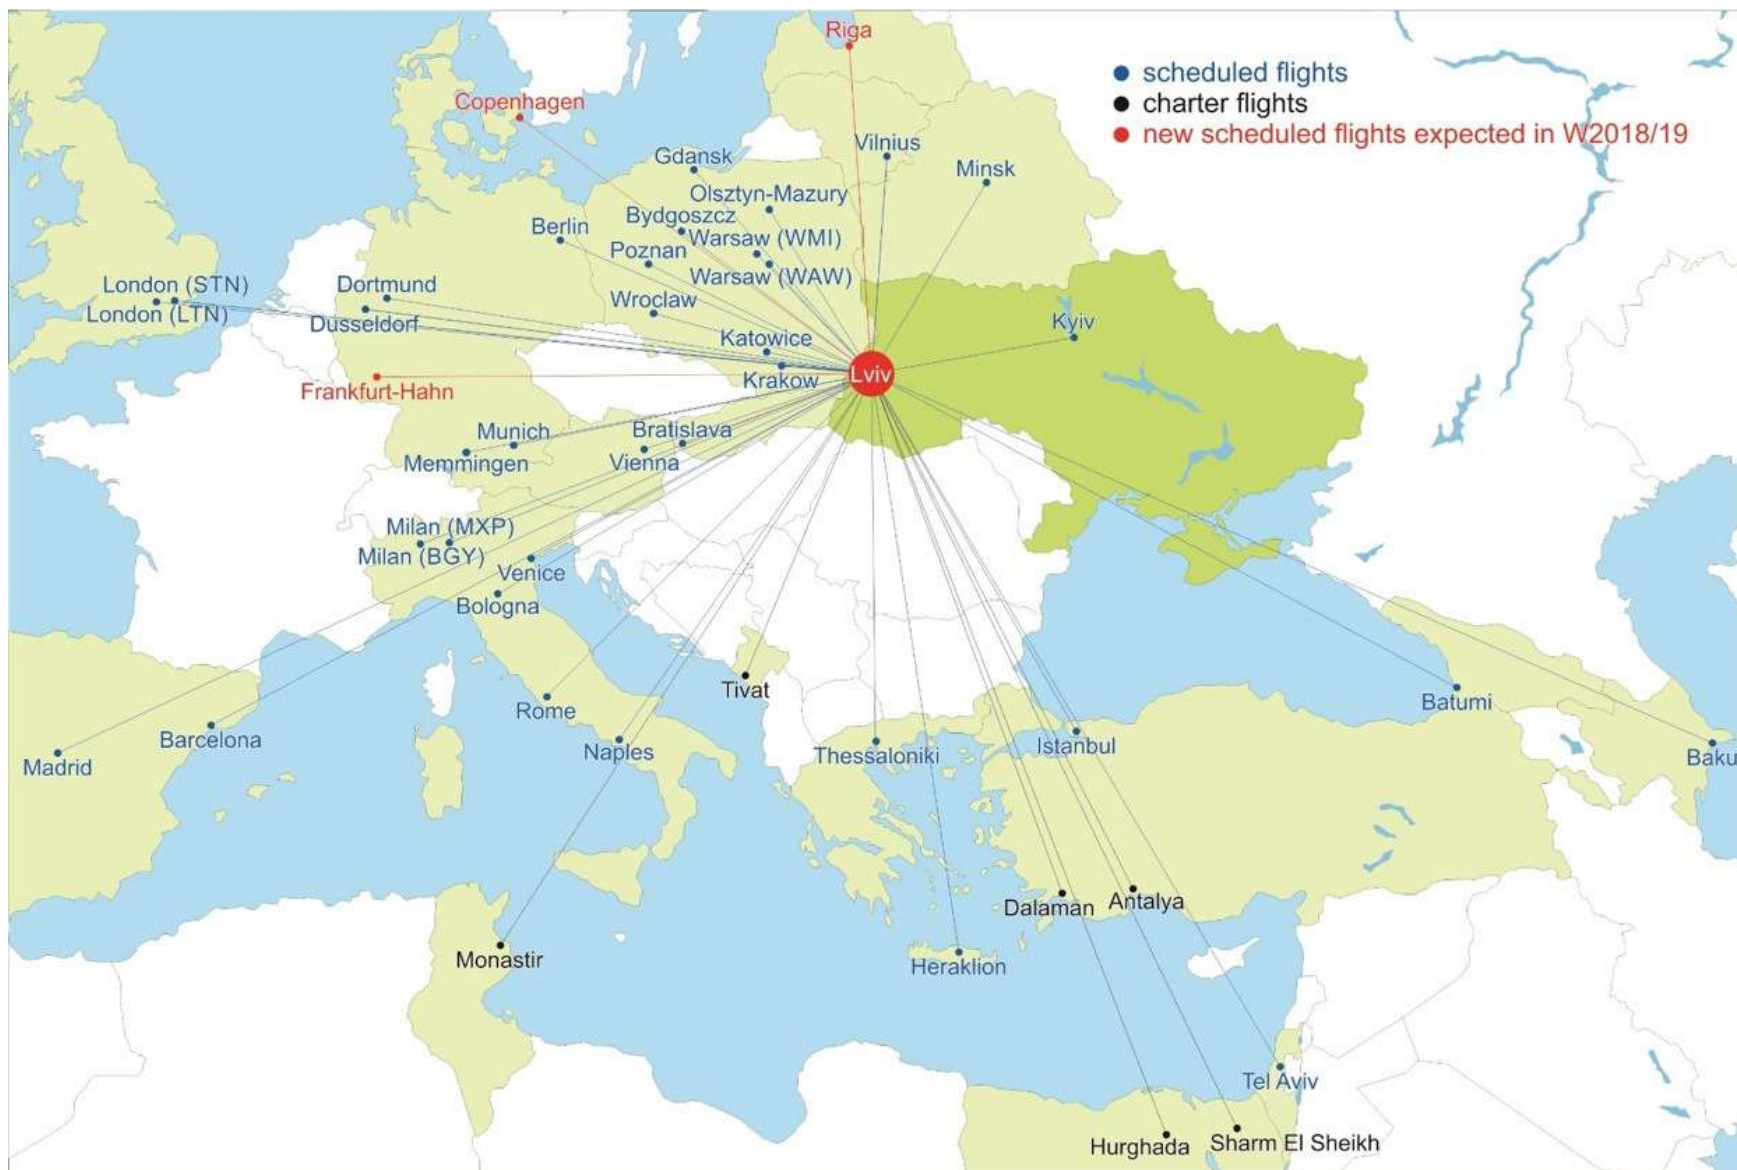 Riga
scheduled flights
Copenhagen
charter flights
new scheduled flights expected in W2018/19
Vilnius
Gdansk
Minsk
Olsztyn-Mazury
Bydgoszcz
Berlin
Warsaw (WMI)
Poznan
Warsaw (WAW)
London (STN)
Dortmund
Wroclaw
London (LTN)
Dusseldorf
Kyiv
Katowice
Lviv
Krakow
Frankfurt-Hahn
Munich
Bratislava
Memmingen
Vienna
Milan (MXP)
Milan (BGY)
Venice
Bologna
Tivat
Batumi
Rome
Barcelona
Istanbul
Naples
Thessaloniki
Baku
Madrid
Antalya
Dalaman
Monastir
Heraklion
Tel Aviv
Hurghada
Sharm El Sheikh